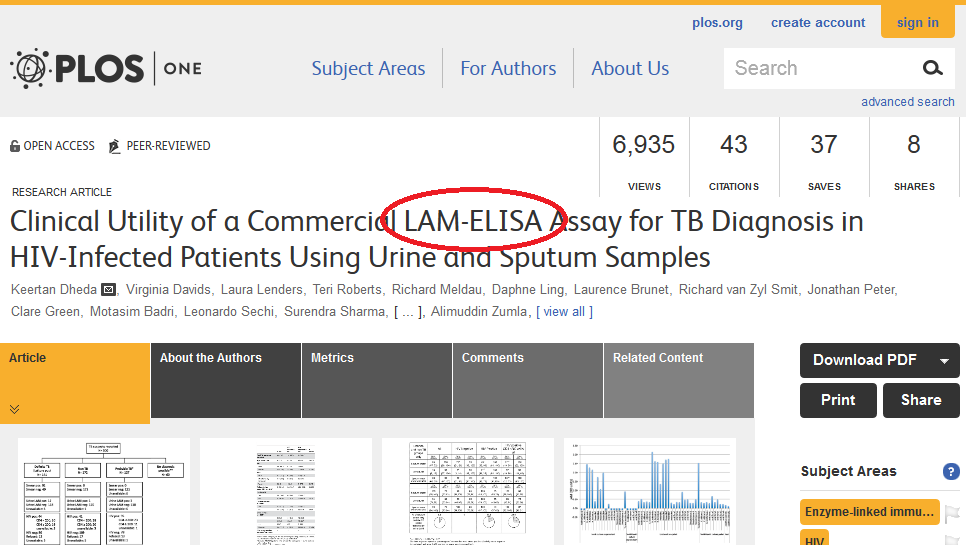 plos.org create account sign in
PLOS ONE
Subject Areas For Authors About Us Search
advanced search
OPEN ACCESS PEER-REVIEWED
6,935 43 37 8
VIEWS CITATIONS SAVES SHARES
RESEARCH ARTICLE
Clinical Utility of a Commercial LAM-ELISA Assay for TB Diagnosis in
HIV-Infected Patients Using Urine and Sputum Samples
Keertan Dheda , Virginia Davids, Laura Lenders, Teri Roberts, Richard Meldau, Daphne Ling, Laurence Brunet, Richard van Zyl Smit, Jonathan Peter,
Clare Green, Motasim Badri, Leonardo Sechi, Surendra Sharma, [ ... ], Alimuddin Zumla, [ view all ]
Article About the Authors Metrics Comments Related Content
Download PDF
Print Share
Subject Areas ?
Enzyme-linked immu...
HIV